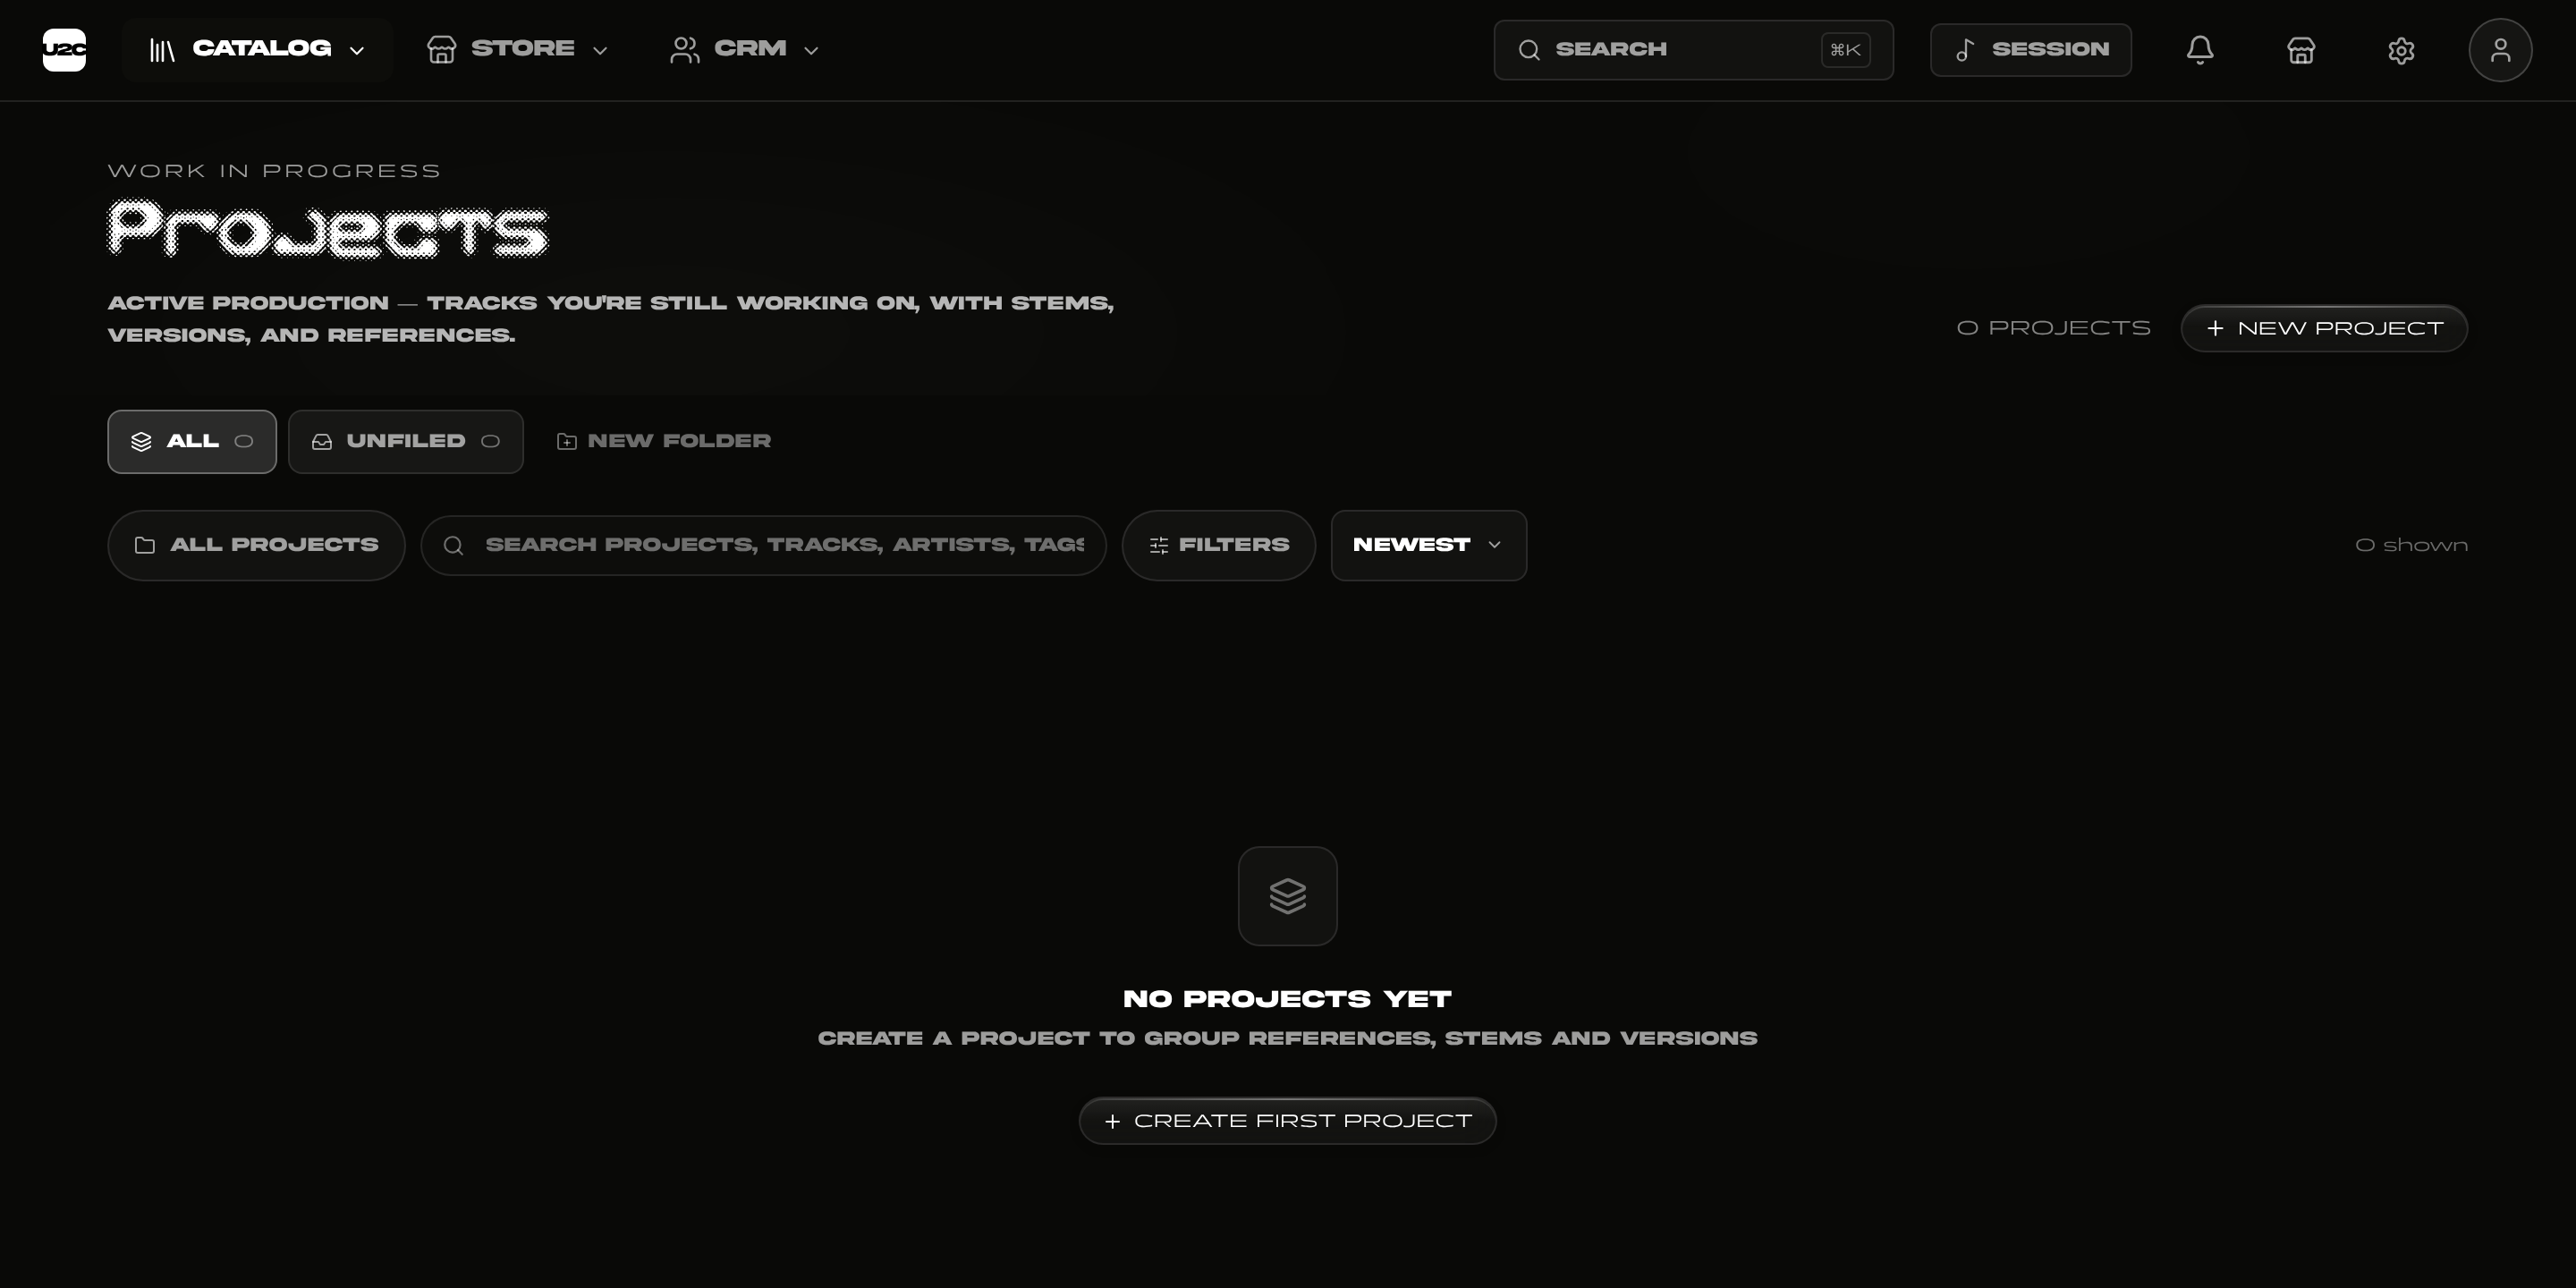 U2C
CATALOG
STORE
CRM
SEARCH
⌘K
SESSION
WORK IN PROGRESS
Projects
ACTIVE PRODUCTION — TRACKS YOU'RE STILL WORKING ON, WITH STEMS,
VERSIONS, AND REFERENCES.
0 PROJECTS
+ NEW PROJECT
ALL 0
UNFILED 0
NEW FOLDER
ALL PROJECTS
SEARCH PROJECTS, TRACKS, ARTISTS, TAGS
FILTERS
NEWEST
0 shown
NO PROJECTS YET
CREATE A PROJECT TO GROUP REFERENCES, STEMS AND VERSIONS
+ CREATE FIRST PROJECT